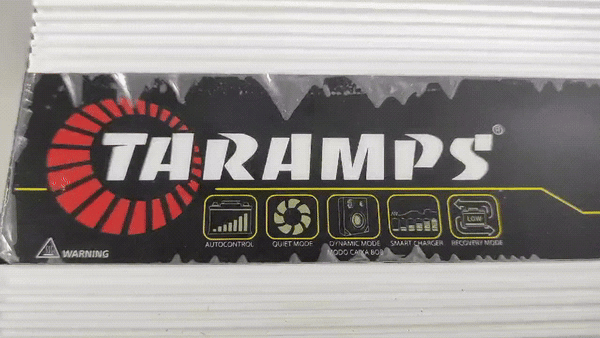 TARAMPS®
AUTOCONTROL
QUIET MODE
DYNAMIC MODE
MODO CAIXA BOB
SMART CHARGER
LOW
RECOVERY MODE
WARNING